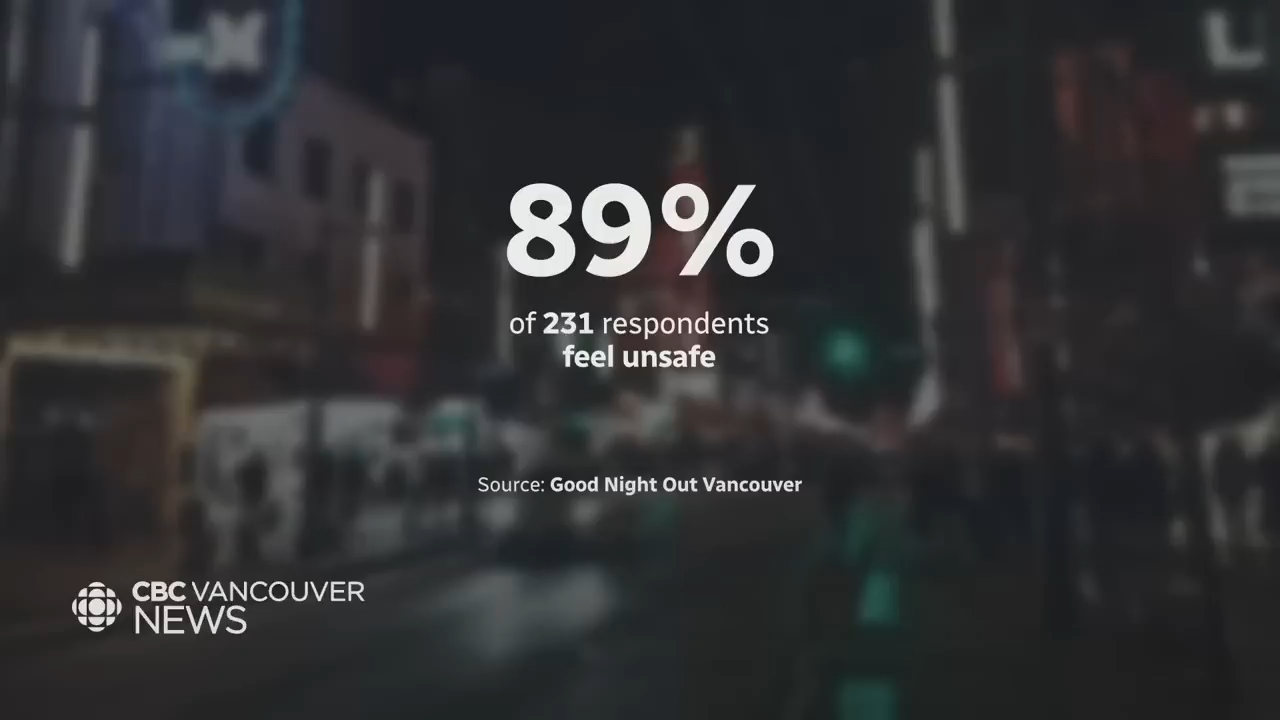 89%
of 231 respondents
feel unsafe
Source: Good Night Out Vancouver
CBC VANCOUVER
NEWS